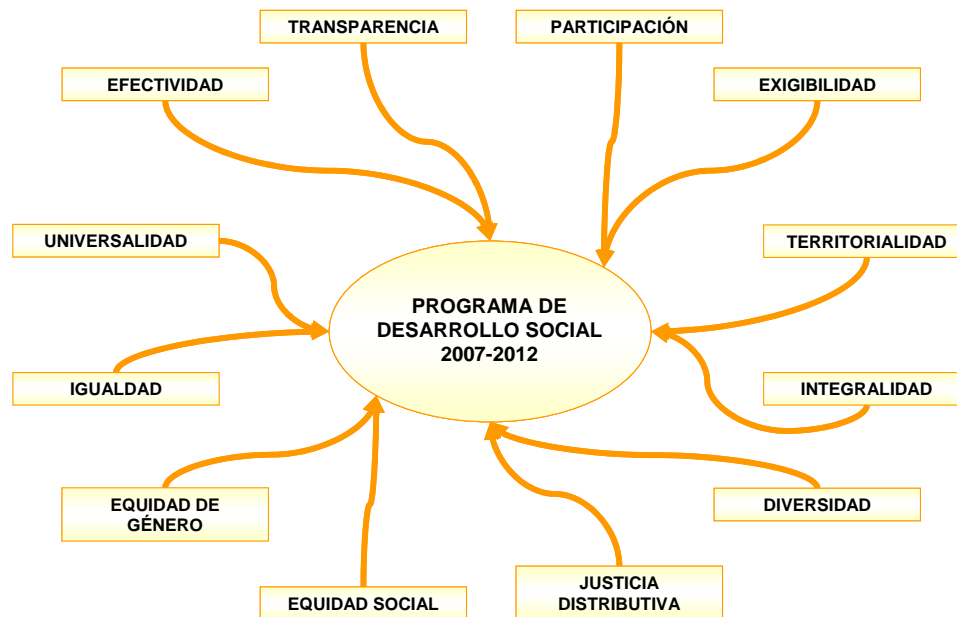 TRANSPARENCIA
PARTICIPACIÓN
EFECTIVIDAD
EXIGIBILIDAD
UNIVERSALIDAD
TERRITORIALIDAD
PROGRAMA DE
DESARROLLO SOCIAL
2007-2012
IGUALDAD
INTEGRALIDAD
EQUIDAD DE
GÉNERO
DIVERSIDAD
EQUIDAD SOCIAL
JUSTICIA
DISTRIBUTIVA